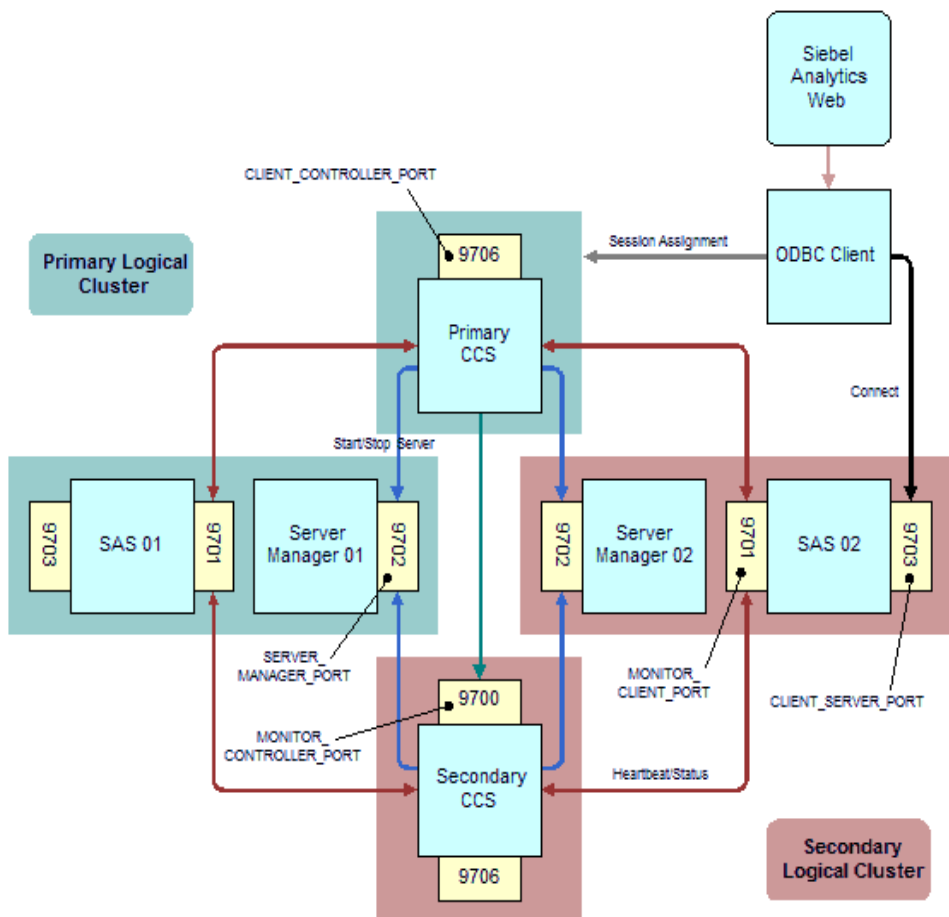 Siebel
Analytics
Web
CLIENT_CONTROLLER_PORT
Primary Logical
Cluster
9706
Session Assignment
ODBC Client
Primary
CCS
Connect
Start/Stop Server
9703
SAS 01
9701
Server
Manager 01
9702
9702
Server
Manager 02
9701
SAS 02
9703
SERVER_
MANAGER_PORT
MONITOR_
CLIENT_PORT
CLIENT_SERVER_PORT
9700
MONITOR_
CONTROLLER_PORT
Secondary
CCS
Heartbeat/Status
9706
Secondary
Logical Cluster